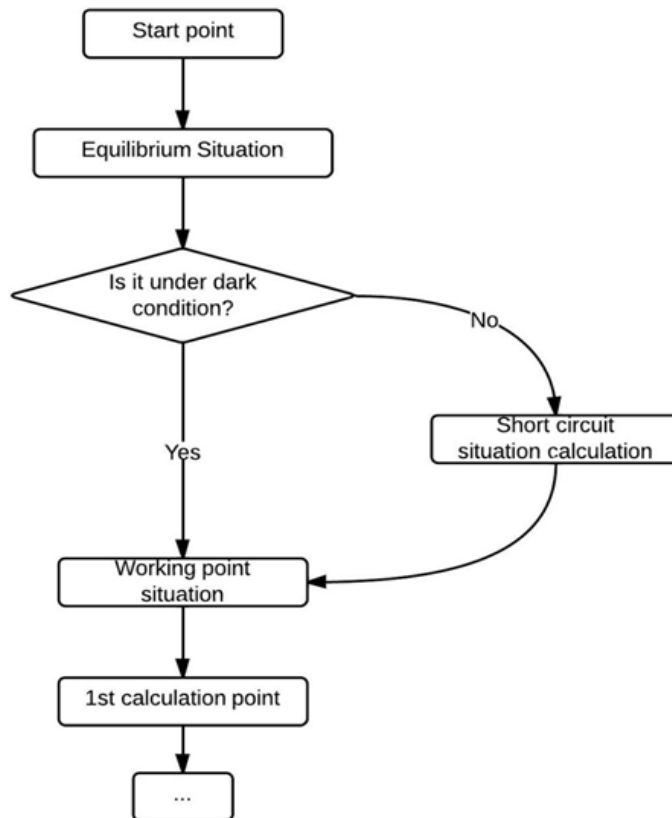 Start point
Equilibrium Situation
Is it under dark
condition?
No
Short circuit
situation calculation
Yes
Working point
situation
1st calculation point
...